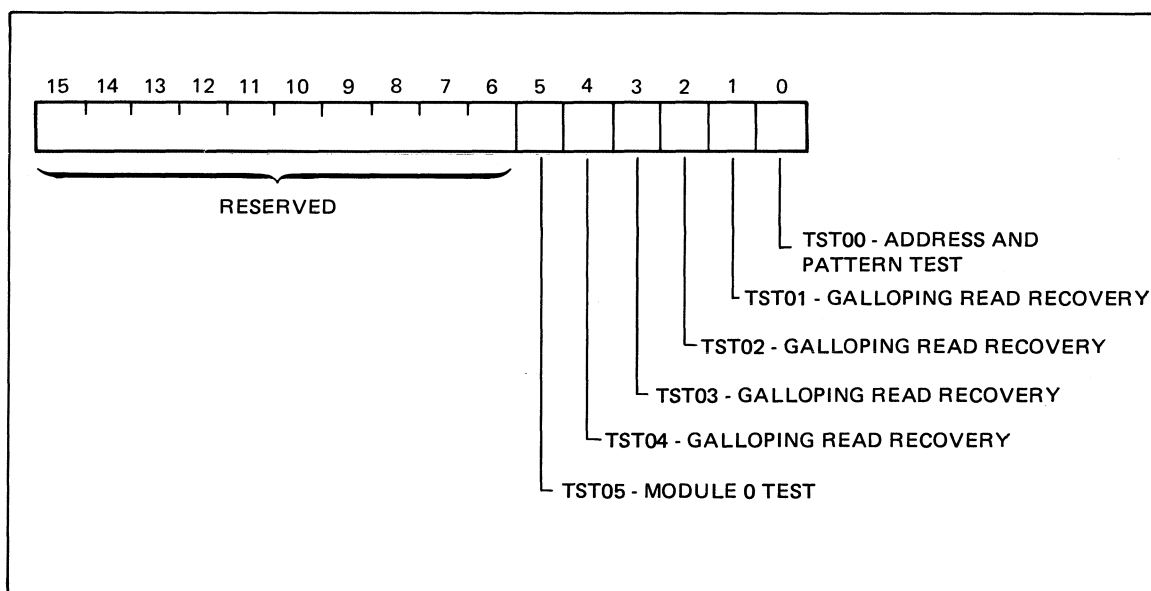 15 14 13 12 11 10 9 8 7 6 5 4 3 2 1 0
RESERVED
TST00 - ADDRESS AND
PATTERN TEST
TST01 - GALLOPING READ RECOVERY
TST02 - GALLOPING READ RECOVERY
TST03 - GALLOPING READ RECOVERY
TST04 - GALLOPING READ RECOVERY
TST05 - MODULE 0 TEST